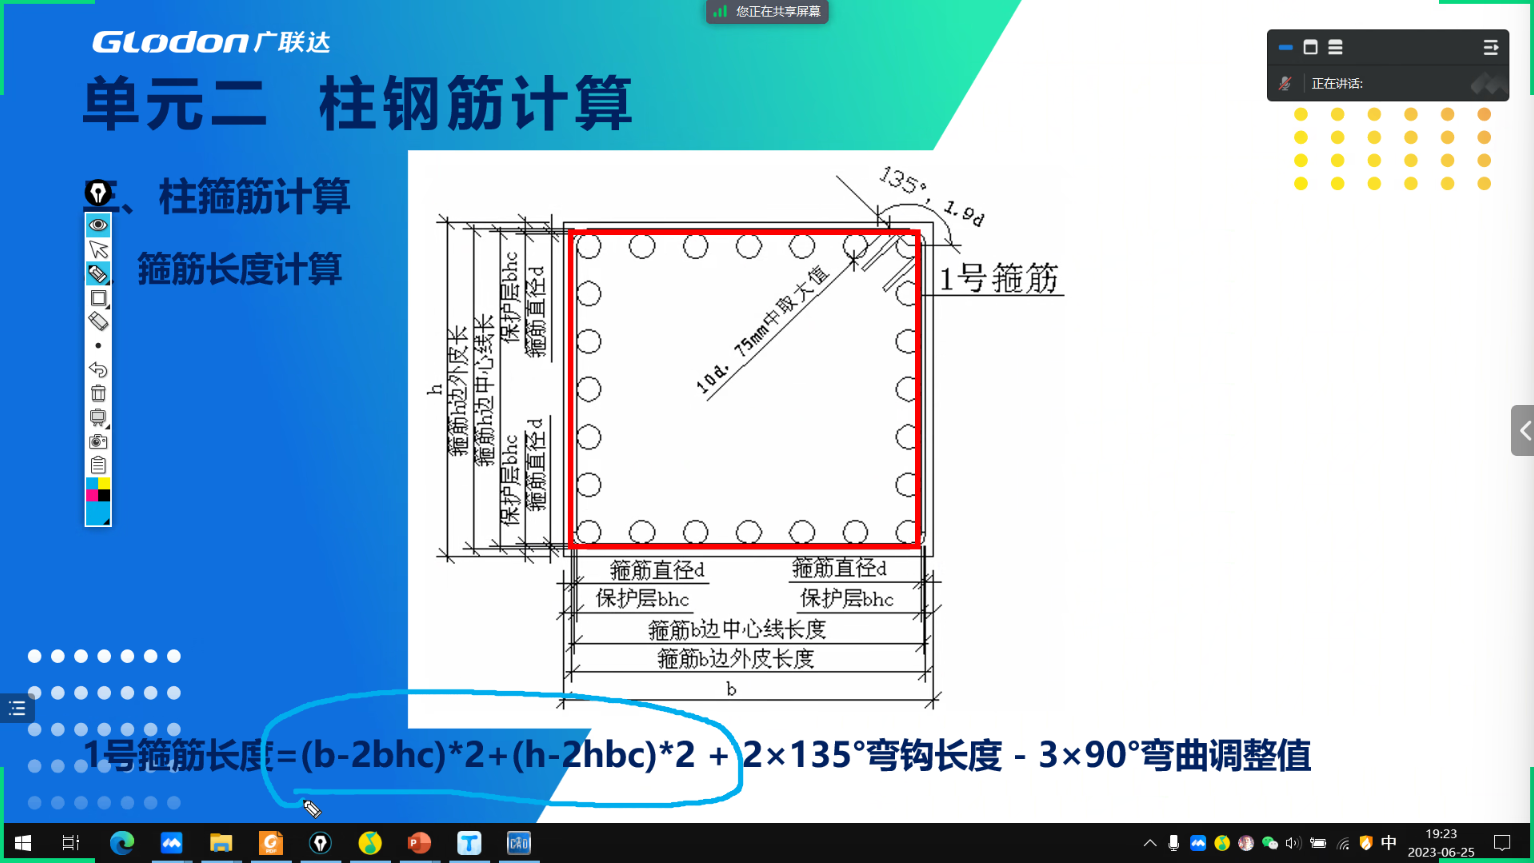 您正在共享屏幕
GLodon广联达
正在讲话:
单元二 柱钢筋计算
三、柱箍筋计算
箍筋长度计算
135°, 1.9d
1号箍筋
10d, 75mm中取大值
h
箍筋h边外皮长
箍筋h边中心线长
保护层bhc
箍筋直径d
保护层bhc
箍筋直径d
箍筋直径d
箍筋直径d
保护层bhc
保护层bhc
箍筋b边中心线长度
箍筋b边外皮长度
b
1号箍筋长度=(b-2bhc)*2+(h-2hbc)*2 + 2×135°弯钩长度 - 3×90°弯曲调整值
PDF
CAD
中
19:23
2023-06-25